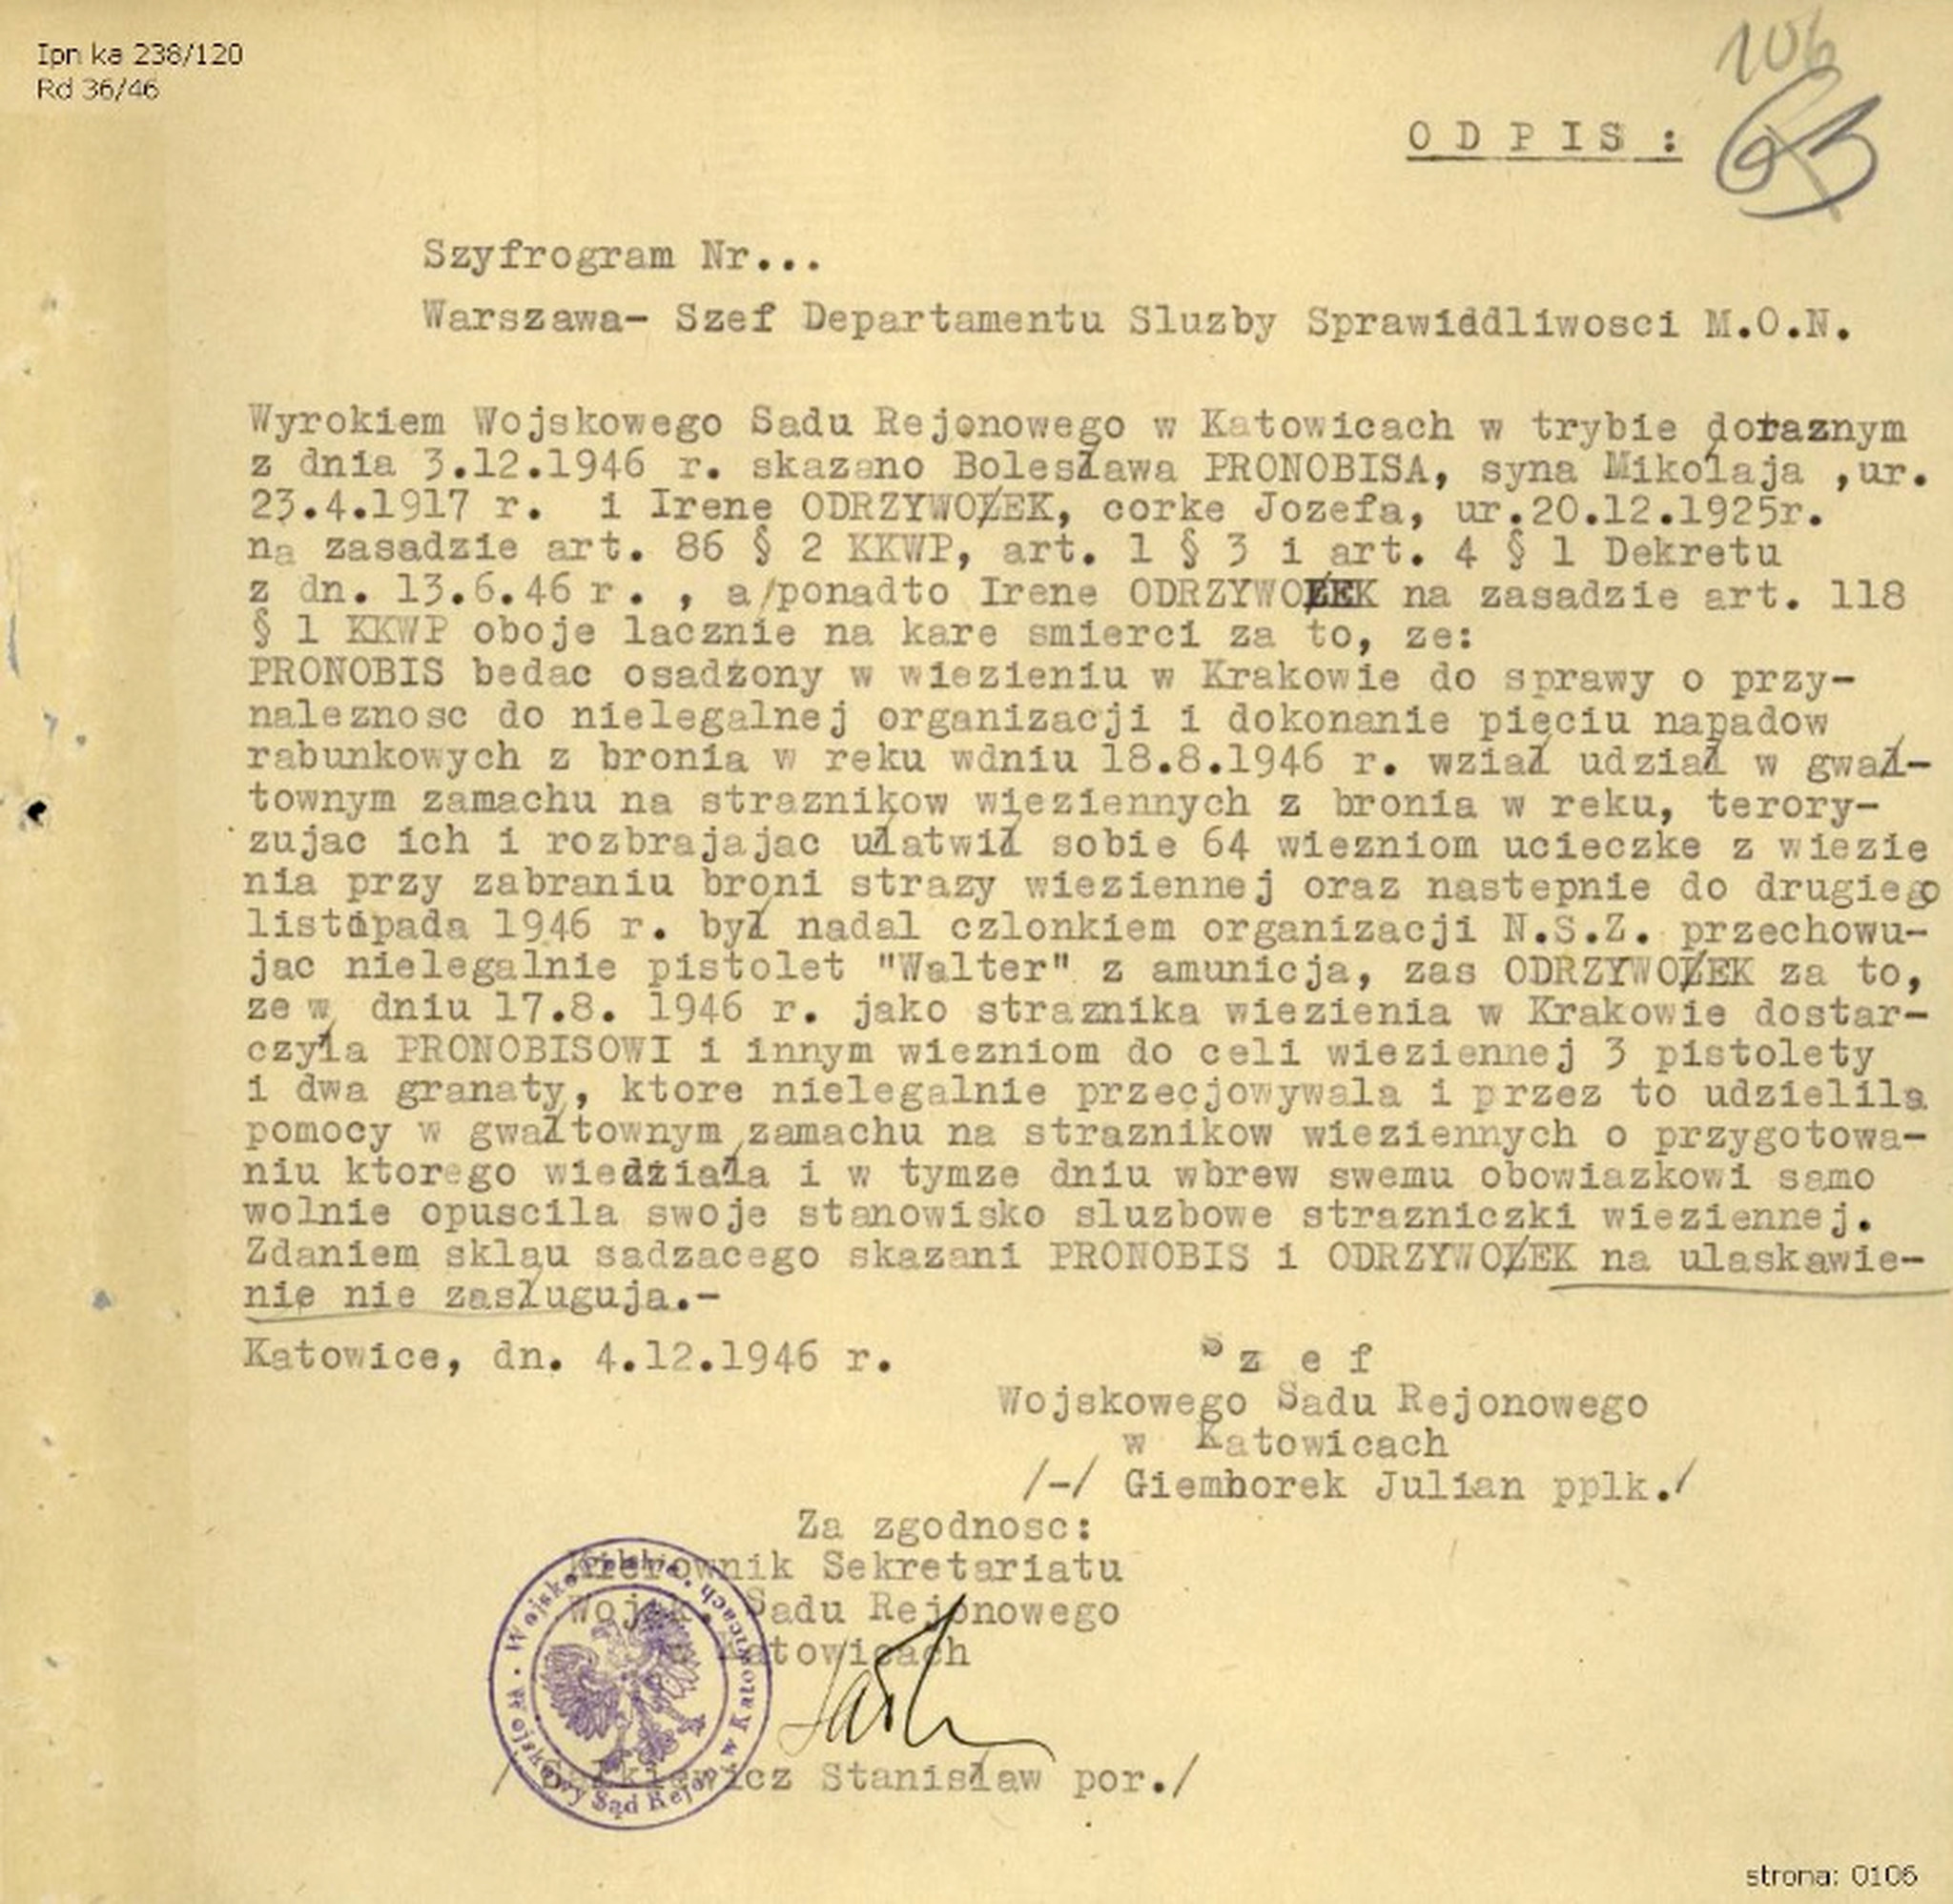 Ipn ka 238/120
Rd 36/46
106
63
O D P I S :
Szyfrogram Nr...
Warszawa- Szef Departamentu Sluzby Sprawiddliwosci M.O.N.
Wyrokiem Wojskowego Sadu Rejonowego w Katowicach w trybie doraznym
z dnia 3.12.1946 r. skazano Bolesława PRONOBISA, syna Mikolaja ,ur.
23.4.1917 r. i Irene ODRZYWOŁEK, corke Jozefa, ur.20.12.1925r.
na zasadzie art. 86 § 2 KKWP, art. 1 § 3 i art. 4 § 1 Dekretu
z dn. 13.6.46 r. , a/ponadto Irene ODRZYWOŁEK na zasadzie art. 118
§ 1 KKWP oboje lacznie na kare smierci za to, ze:
PRONOBIS bedac osadzony w wiezieniu w Krakowie do sprawy o przy-
naleznosc do nielegalnej organizacji i dokonanie pieciu napadow
rabunkowych z bronia w reku wdniu 18.8.1946 r. wział udział w gwał-
townym zamachu na straznikow wieziennych z bronia w reku, terory-
zujac ich i rozbrajajac ułatwił sobie 64 wiezniom ucieczke z wiezie
nia przy zabraniu broni strazy wieziennej oraz nastepnie do drugiego
listopada 1946 r. był nadal czlonkiem organizacji N.S.Z. przechowu-
jac nielegalnie pistolet "Walter" z amunicja, zas ODRZYWOŁEK za to,
ze w dniu 17.8. 1946 r. jako straznika wiezienia w Krakowie dostar-
czyła PRONOBISOWI i innym wiezniom do celi wieziennej 3 pistolety
i dwa granaty, ktore nielegalnie przecjowywala i przez to udzielila
pomocy w gwałtownym zamachu na straznikow wieziennych o przygotowa-
niu ktorego wiedziała i w tymze dniu wbrew swemu obowiazkowi samo
wolnie opuscila swoje stanowisko sluzbowe strazniczki wieziennej.
Zdaniem skłau sadzacego skazani PRONOBIS i ODRZYWOŁEK na ulaskawie-
nie nie zasługuja.-
Katowice, dn. 4.12.1946 r.
S z e f
Wojskowego Sadu Rejonowego
w Katowicach
/-/ Giemborek Julian pplk./
Za zgodnosc:
Kierownik Sekretariatu
Wojsk. Sadu Rejonowego
w Katowicach
Stanisław por./
Wojsko Polskie • Wojskowy Sąd Rejon. w Katowicach •
strona: 0106